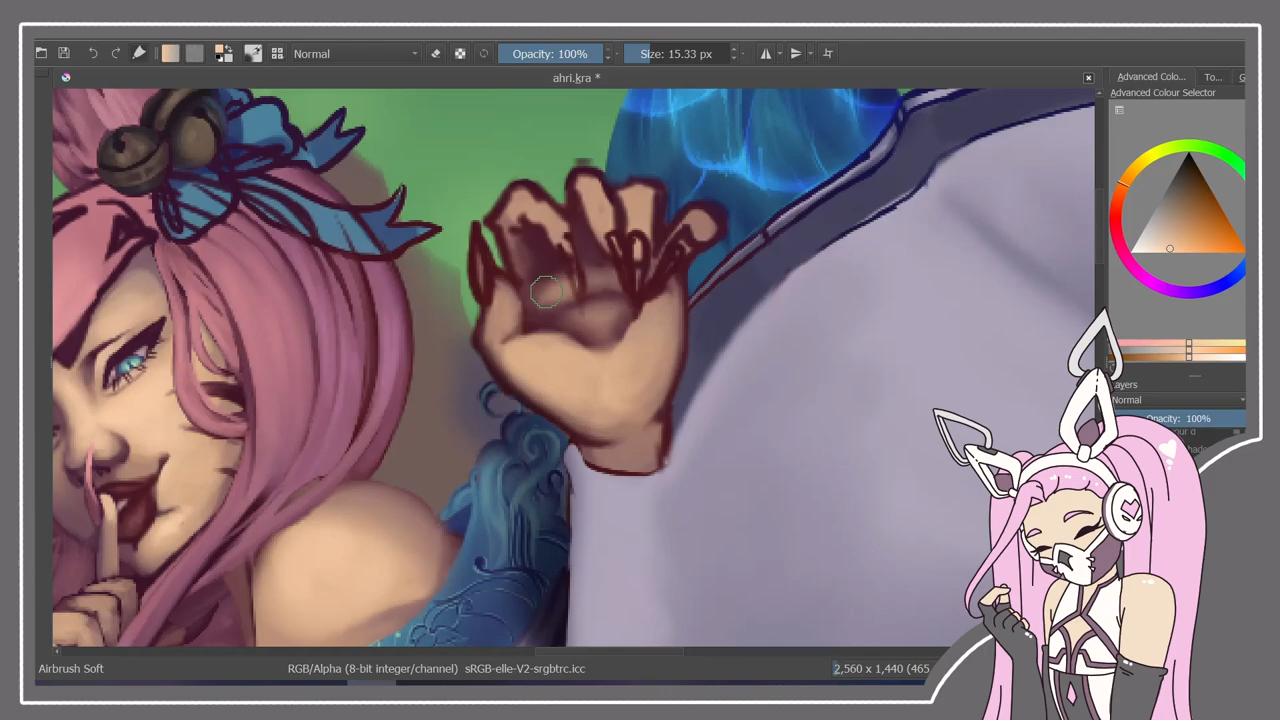 Normal
Opacity: 100%
Size: 15.33 px
ahri.kra *
Advanced Colo...
To...
Advanced Colour Selector
Normal
Opacity: 100%
Airbrush Soft
RGB/Alpha (8-bit integer/channel) sRGB-elle-V2-srgbtrc.icc
2,560 x 1,440 (465